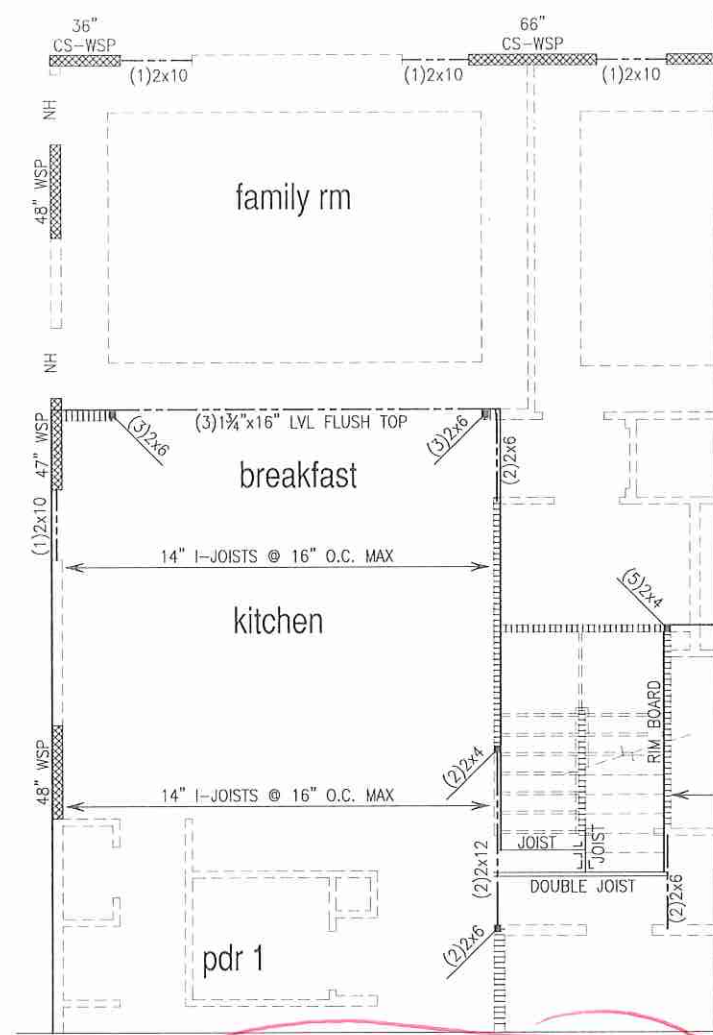 36"
CS-WSP
66"
CS-WSP
(1)2x10
(1)2x10
(1)2x10
NH
48" WSP
family rm
NH
(3)1¾"x16" LVL FLUSH TOP
(3)2x6
(3)2x6
47" WSP
breakfast
(2)2x6
(1)2x10
14" I-JOISTS @ 16" O.C. MAX
kitchen
(5)2x4
RIM BOARD
48" WSP
(2)2x4
14" I-JOISTS @ 16" O.C. MAX
JOIST
JOIST
(2)2x12
DOUBLE JOIST
(2)2x6
(2)2x6
pdr 1